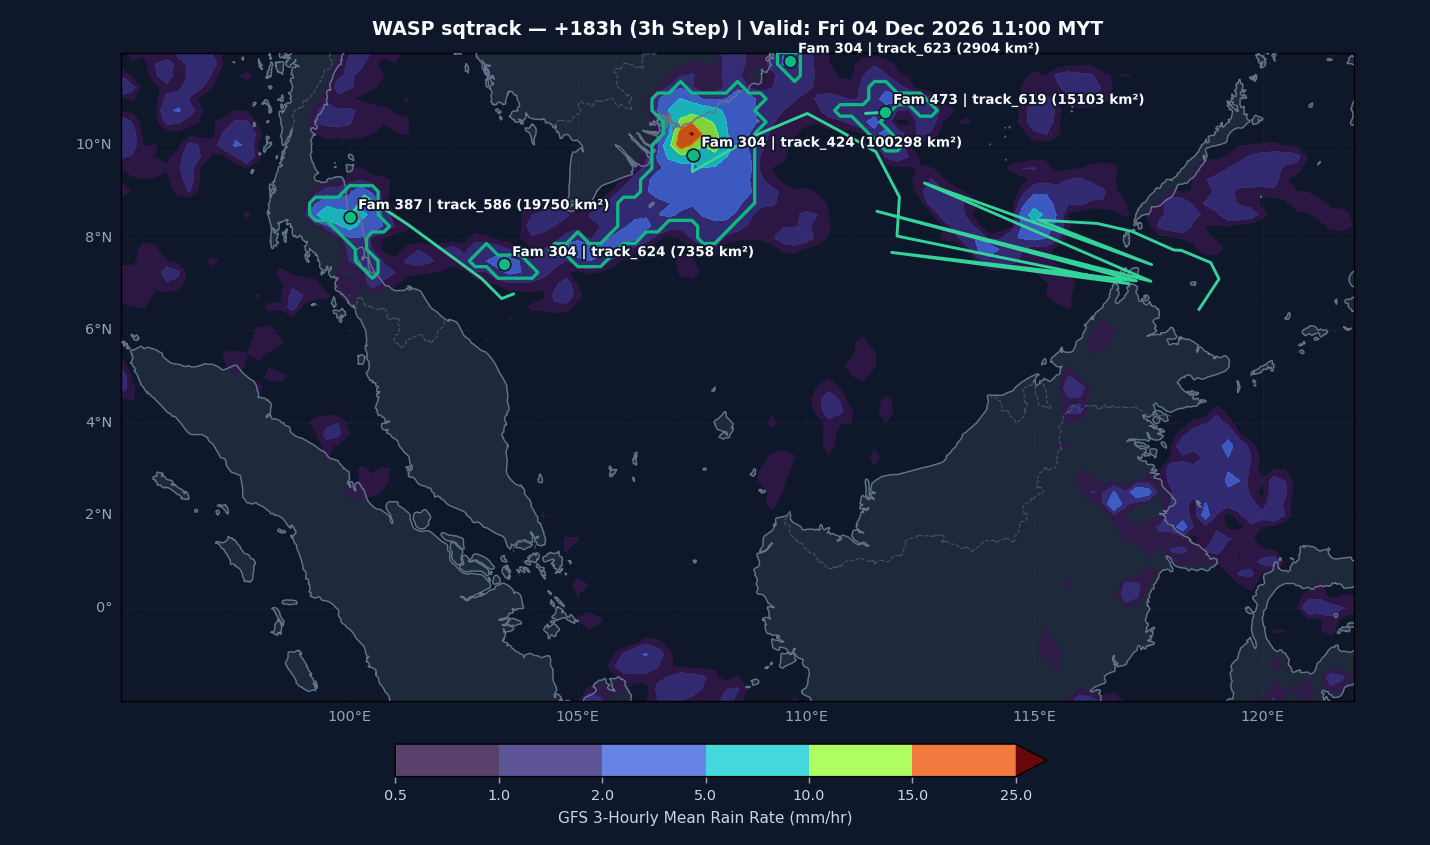 WASP sqtrack — +183h (3h Step) | Valid: Fri 04 Dec 2026 11:00 MYT
Fam 304 | track_623 (2904 km²)
Fam 473 | track_619 (15103 km²)
Fam 304 | track_424 (100298 km²)
Fam 387 | track_586 (19750 km²)
Fam 304 | track_624 (7358 km²)
10°N
8°N
6°N
4°N
2°N
0°
100°E 105°E 110°E 115°E 120°E
0.5 1.0 2.0 5.0 10.0 15.0 25.0
GFS 3-Hourly Mean Rain Rate (mm/hr)